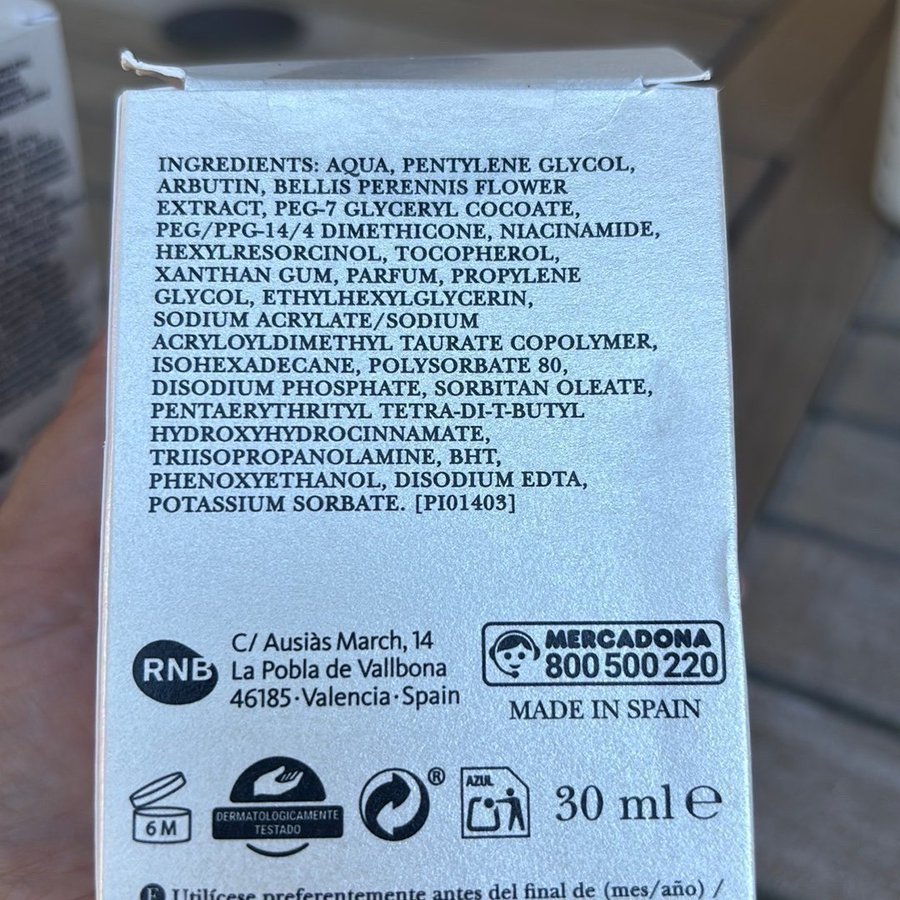 INGREDIENTS: AQUA, PENTYLENE GLYCOL,
ARBUTIN, BELLIS PERENNIS FLOWER
EXTRACT, PEG-7 GLYCERYL COCOATE,
PEG/PPG-14/4 DIMETHICONE, NIACINAMIDE,
HEXYLRESORCINOL, TOCOPHEROL,
XANTHAN GUM, PARFUM, PROPYLENE
GLYCOL, ETHYLHEXYLGLYCERIN,
SODIUM ACRYLATE/SODIUM
ACRYLOYLDIMETHYL TAURATE COPOLYMER,
ISOHEXADECANE, POLYSORBATE 80,
DISODIUM PHOSPHATE, SORBITAN OLEATE,
PENTAERYTHRITYL TETRA-DI-T-BUTYL
HYDROXYHYDROCINNAMATE,
TRIISOPROPANOLAMINE, BHT,
PHENOXYETHANOL, DISODIUM EDTA,
POTASSIUM SORBATE. [PI01403]
RNB
C/ Ausiàs March, 14
La Pobla de Vallbona
46185·Valencia·Spain
MERCADONA
800 500 220
MADE IN SPAIN
6M
DERMATOLOGICAMENTE
TESTADO
®
AZUL
30 ml e
E Utilícese preferentemente antes del final de (mes/año) /